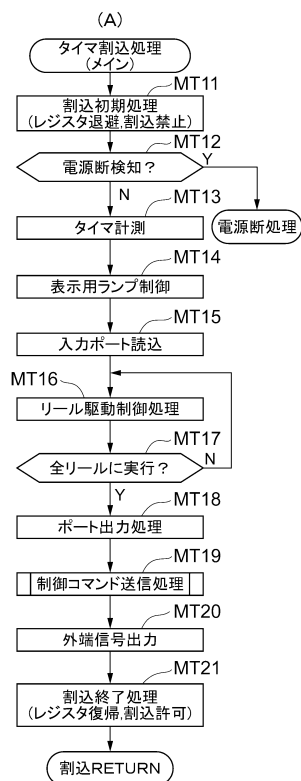 (A)
タイマ割込処理
(メイン)
MT11
割込初期処理
(レジスタ退避,割込禁止)
MT12
電源断検知?
Y
N
電源断処理
MT13
タイマ計測
MT14
表示用ランプ制御
MT15
入力ポート読込
MT16
リール駆動制御処理
MT17
全リールに実行?
N
Y
MT18
ポート出力処理
MT19
制御コマンド送信処理
MT20
外端信号出力
MT21
割込終了処理
(レジスタ復帰,割込許可)
割込RETURN